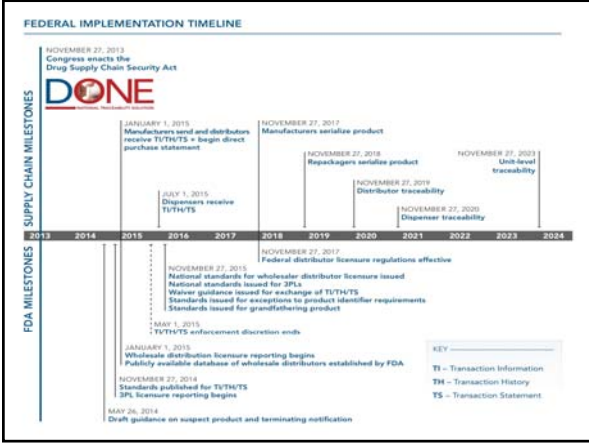 FEDERAL IMPLEMENTATION TIMELINE
NOVEMBER 27, 2013
Congress enacts the
Drug Supply Chain Security Act
DONE
NATIONAL TRACEABILITY SOLUTION
SUPPLY CHAIN MILESTONES
JANUARY 1, 2015
Manufacturers send and distributors
receive TI/TH/TS + begin direct
purchase statement
NOVEMBER 27, 2017
Manufacturers serialize product
NOVEMBER 27, 2018
Repackagers serialize product
NOVEMBER 27, 2023
Unit-level
traceability
JULY 1, 2015
Dispensers receive
TI/TH/TS
NOVEMBER 27, 2019
Distributor traceability
NOVEMBER 27, 2020
Dispenser traceability
2013 2014 2015 2016 2017 2018 2019 2020 2021 2022 2023 2024
FDA MILESTONES
NOVEMBER 27, 2017
Federal distributor licensure regulations effective
NOVEMBER 27, 2015
National standards for wholesaler distributor licensure issued
National standards issued for 3PLs
Waiver guidance issued for exchange of TI/TH/TS
Standards issued for exceptions to product identifier requirements
Standards issued for grandfathering product
MAY 1, 2015
TI/TH/TS enforcement discretion ends
JANUARY 1, 2015
Wholesale distribution licensure reporting begins
Publicly available database of wholesale distributors established by FDA
NOVEMBER 27, 2014
Standards published for TI/TH/TS
3PL licensure reporting begins
MAY 26, 2014
Draft guidance on suspect product and terminating notification
KEY
TI – Transaction Information
TH – Transaction History
TS – Transaction Statement